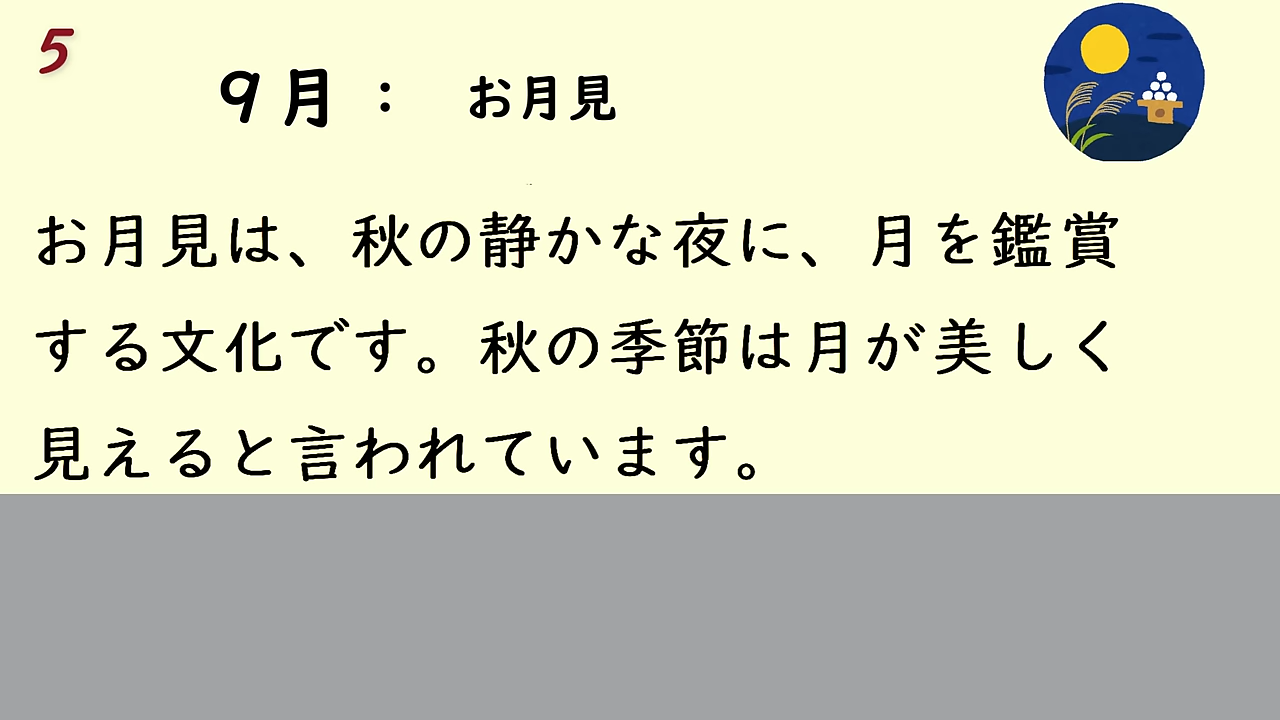 5
９月： お月見
お月見は、秋の静かな夜に、月を鑑賞
する文化です。秋の季節は月が美しく
見えると言われています。